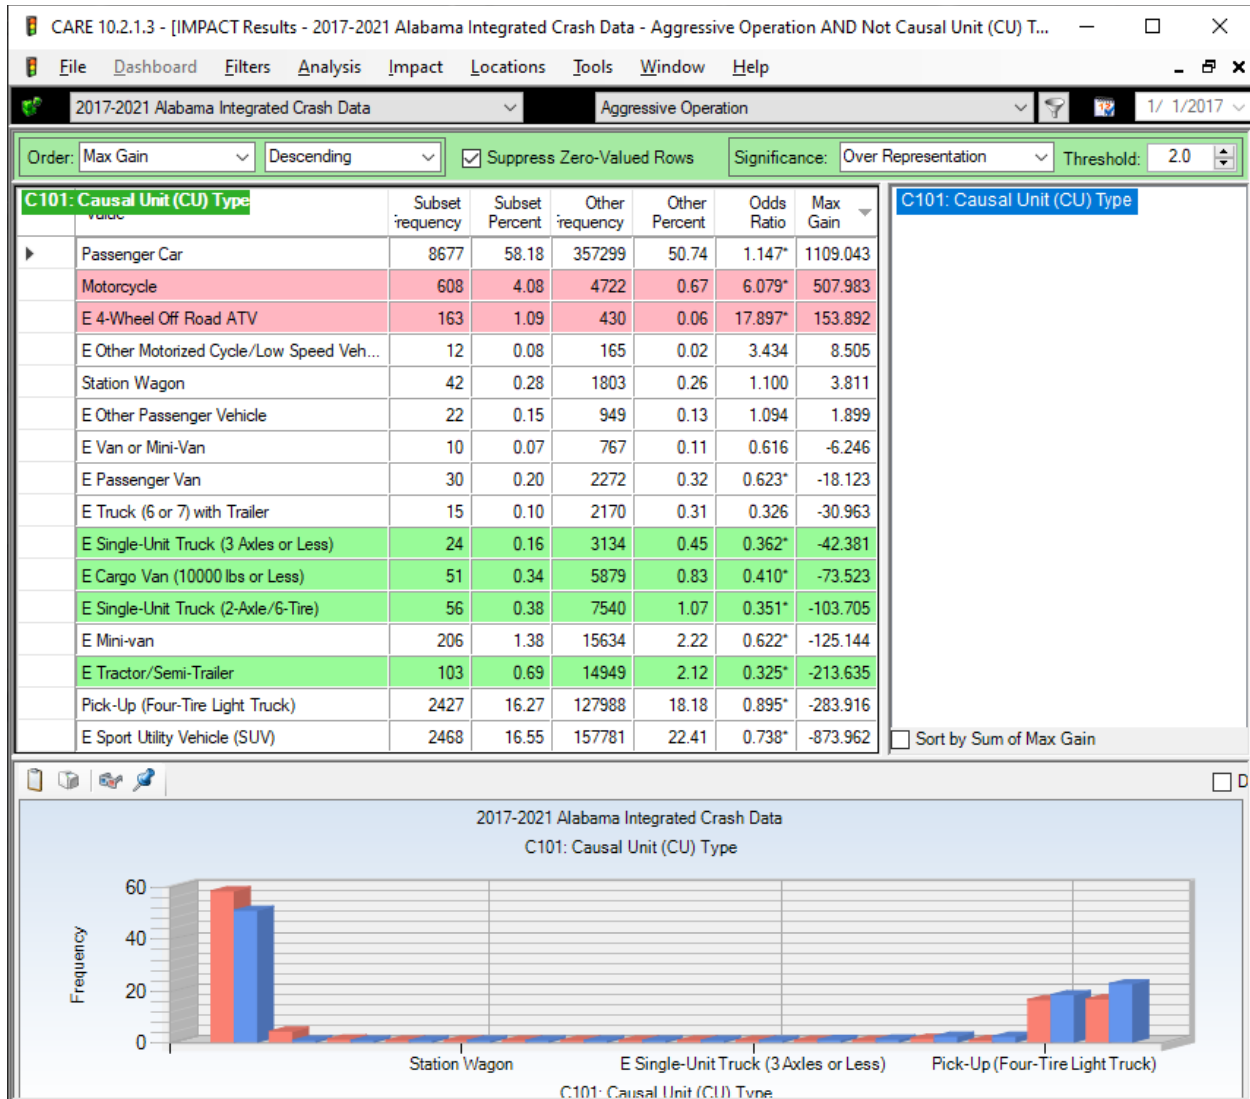 CARE 10.2.1.3 - [IMPACT Results - 2017-2021 Alabama Integrated Crash Data - Aggressive Operation AND Not Causal Unit (CU) T...
File Dashboard Filters Analysis Impact Locations Tools Window Help
2017-2021 Alabama Integrated Crash Data Aggressive Operation 1/ 1/2017
Order: Max Gain Descending Suppress Zero-Valued Rows Significance: Over Representation Threshold: 2.0
C101: Causal Unit (CU) Type Subset Frequency Subset Percent Other Frequency Other Percent Odds Ratio Max Gain
C101: Causal Unit (CU) Type
Passenger Car 8677 58.18 357299 50.74 1.147* 1109.043
Motorcycle 608 4.08 4722 0.67 6.079* 507.983
E 4-Wheel Off Road ATV 163 1.09 430 0.06 17.897* 153.892
E Other Motorized Cycle/Low Speed Veh... 12 0.08 165 0.02 3.434 8.505
Station Wagon 42 0.28 1803 0.26 1.100 3.811
E Other Passenger Vehicle 22 0.15 949 0.13 1.094 1.899
E Van or Mini-Van 10 0.07 767 0.11 0.616 -6.246
E Passenger Van 30 0.20 2272 0.32 0.623* -18.123
E Truck (6 or 7) with Trailer 15 0.10 2170 0.31 0.326 -30.963
E Single-Unit Truck (3 Axles or Less) 24 0.16 3134 0.45 0.362* -42.381
E Cargo Van (10000 lbs or Less) 51 0.34 5879 0.83 0.410* -73.523
E Single-Unit Truck (2-Axle/6-Tire) 56 0.38 7540 1.07 0.351* -103.705
E Mini-van 206 1.38 15634 2.22 0.622* -125.144
E Tractor/Semi-Trailer 103 0.69 14949 2.12 0.325* -213.635
Pick-Up (Four-Tire Light Truck) 2427 16.27 127988 18.18 0.895* -283.916
E Sport Utility Vehicle (SUV) 2468 16.55 157781 22.41 0.738* -873.962
Sort by Sum of Max Gain
D
2017-2021 Alabama Integrated Crash Data
C101: Causal Unit (CU) Type
Frequency
60
40
20
0
Station Wagon E Single-Unit Truck (3 Axles or Less) Pick-Up (Four-Tire Light Truck)
C101: Causal Unit (CU) Type